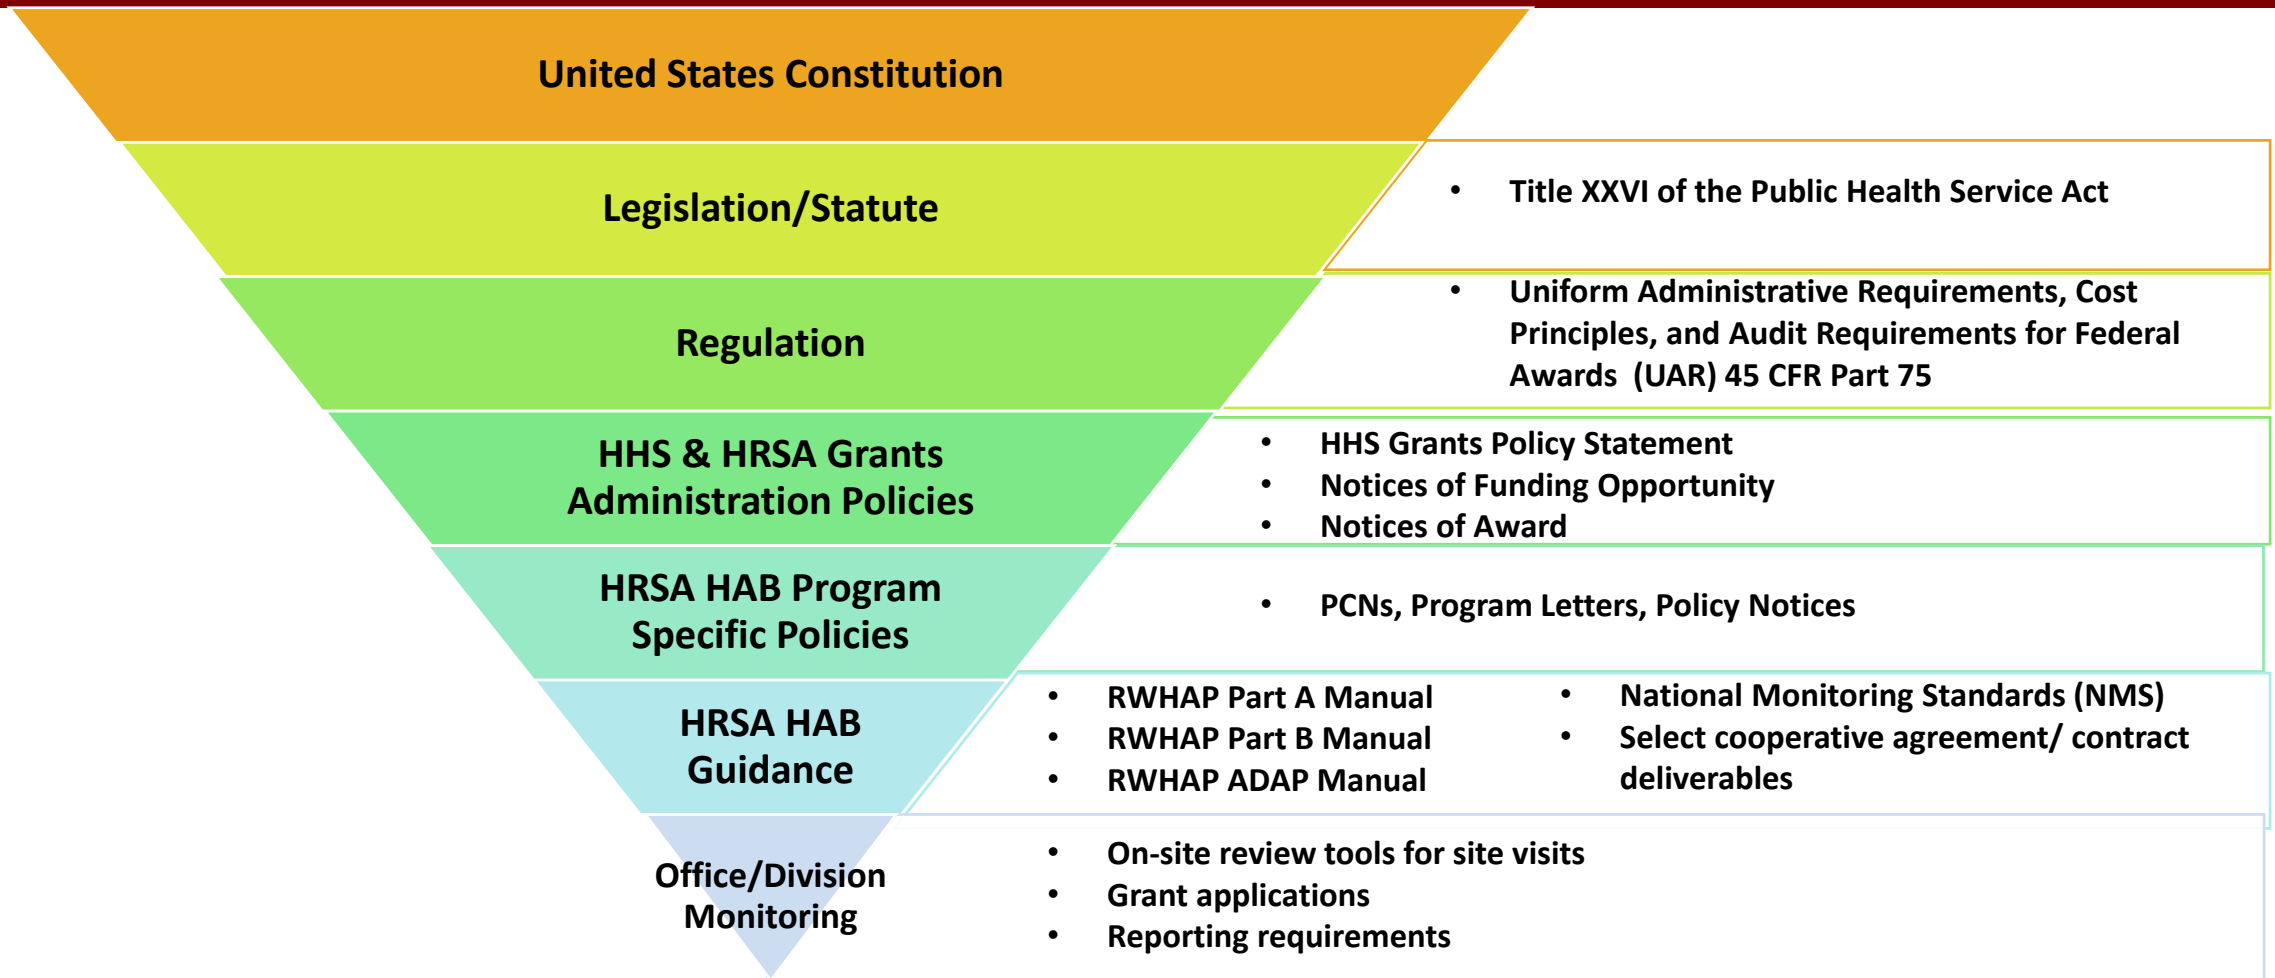 United States Constitution
Legislation/Statute
• Title XXVI of the Public Health Service Act
Regulation
• Uniform Administrative Requirements, Cost
Principles, and Audit Requirements for Federal
Awards  (UAR) 45 CFR Part 75
HHS & HRSA Grants
Administration Policies
• HHS Grants Policy Statement
• Notices of Funding Opportunity
• Notices of Award
HRSA HAB Program
Specific Policies
• PCNs, Program Letters, Policy Notices
HRSA HAB
Guidance
• RWHAP Part A Manual
• RWHAP Part B Manual
• RWHAP ADAP Manual
• National Monitoring Standards (NMS)
• Select cooperative agreement/ contract
deliverables
Office/Division
Monitoring
• On-site review tools for site visits
• Grant applications
• Reporting requirements